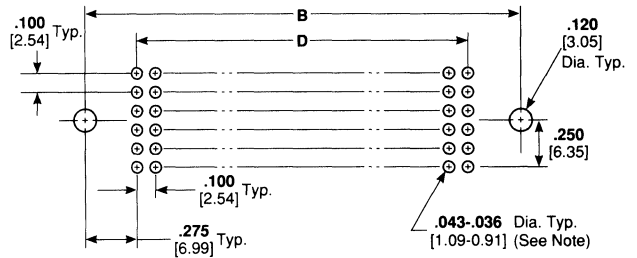 B
.100
[2.54] Typ.
D
.120
[3.05]
Dia. Typ.
.250
[6.35]
.100
[2.54] Typ.
.275
[6.99] Typ.
.043-.036 Dia. Typ.
[1.09-0.91] (See Note)